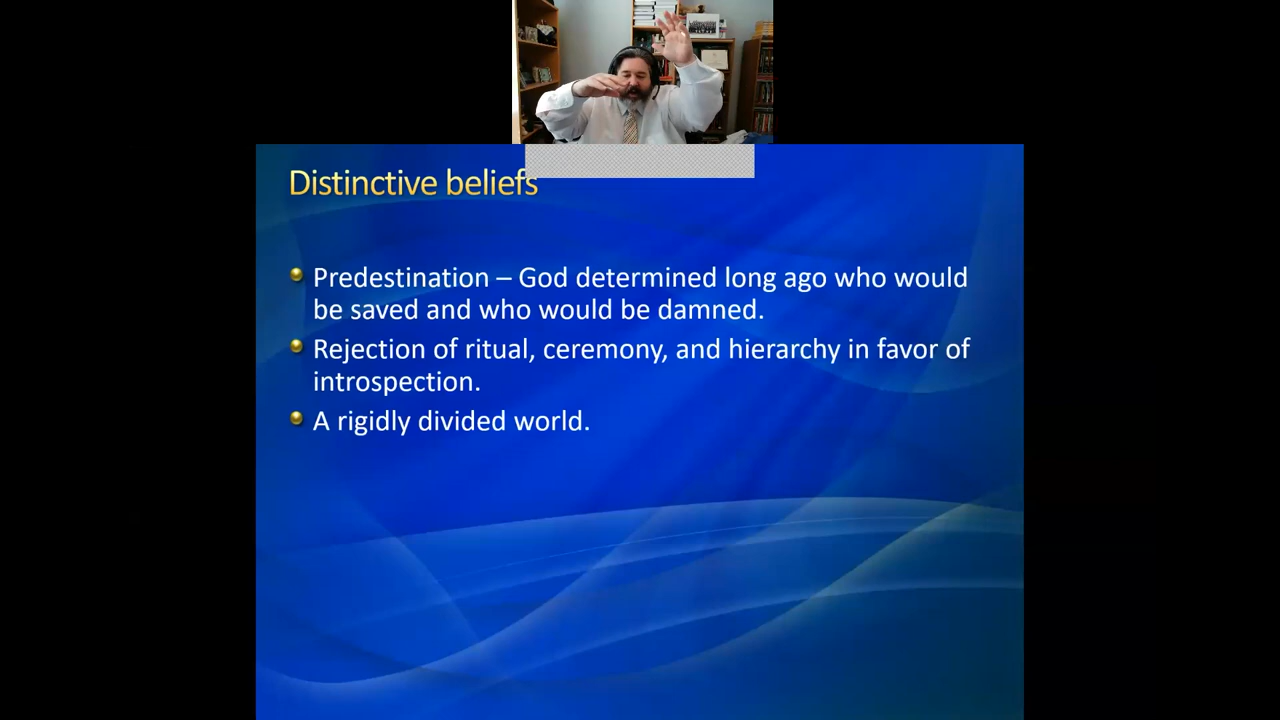 Distinctive beliefs
Predestination – God determined long ago who would
be saved and who would be damned.
Rejection of ritual, ceremony, and hierarchy in favor of
introspection.
A rigidly divided world.